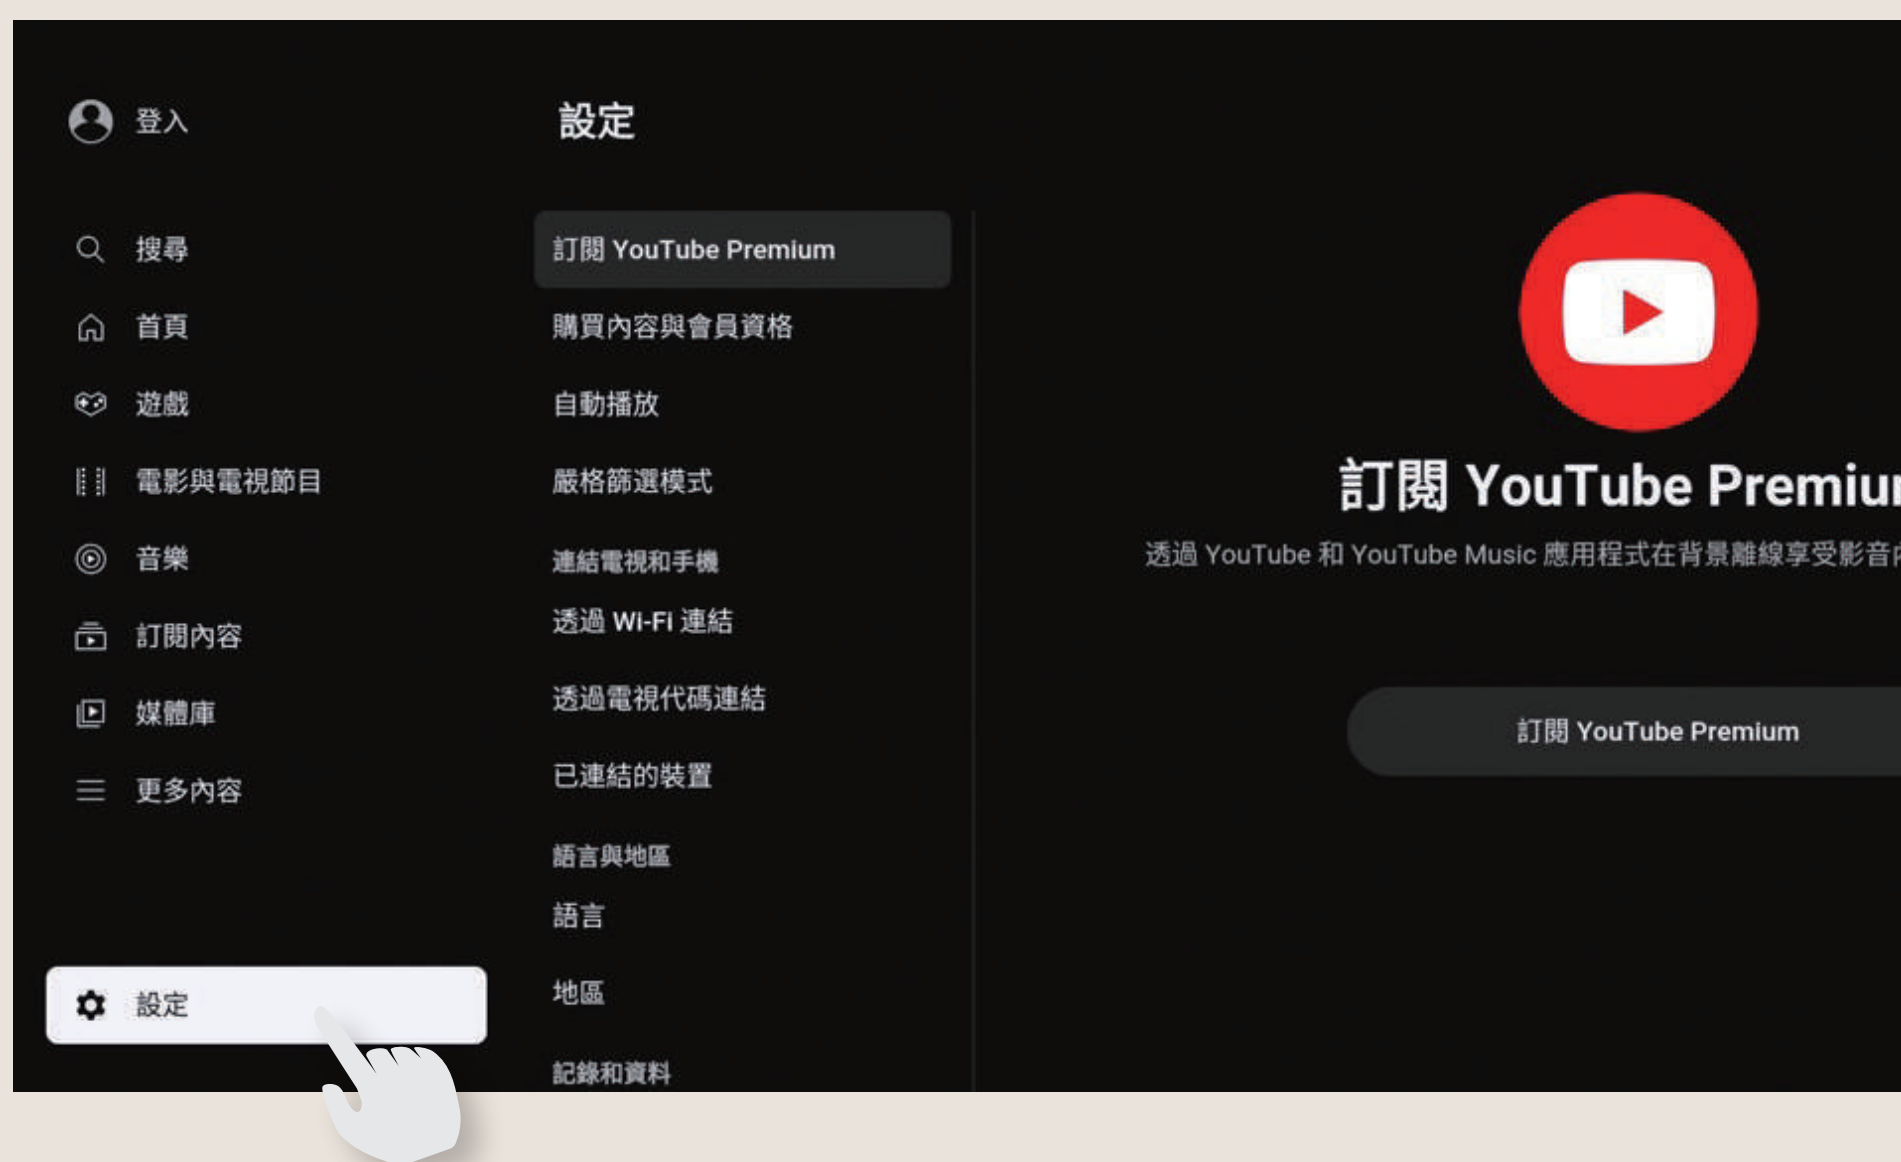 登入
搜尋
首頁
遊戲
電影與電視節目
音樂
訂閱內容
媒體庫
更多內容
設定
設定
訂閱 YouTube Premium
購買內容與會員資格
自動播放
嚴格篩選模式
連結電視和手機
透過 Wi-Fi 連結
透過電視代碼連結
已連結的裝置
語言與地區
語言
地區
記錄和資料
訂閱 YouTube
透過 YouTube 和 YouTube Music 應用程式在背景離線享受影音
訂閱 YouTube Premium